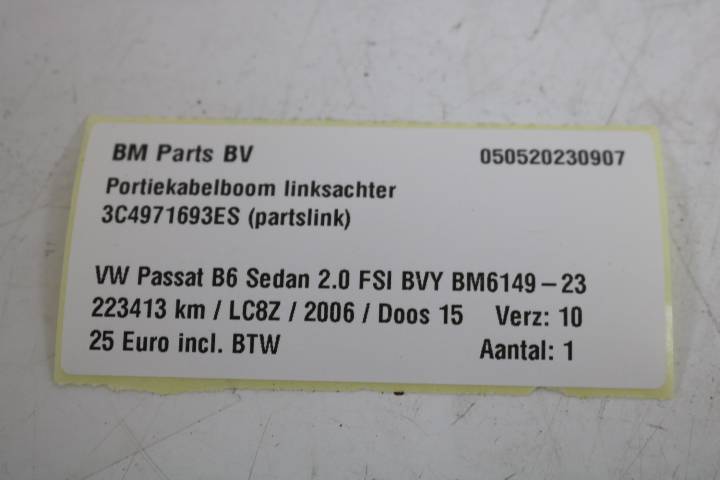 BM Parts BV 050520230907
Portiekabelboom linksachter
3C4971693ES (partslink)
VW Passat B6 Sedan 2.0 FSI BVY BM6149-23
223413 km / LC8Z / 2006 / Doos 15 Verz: 10
25 Euro incl. BTW Aantal: 1